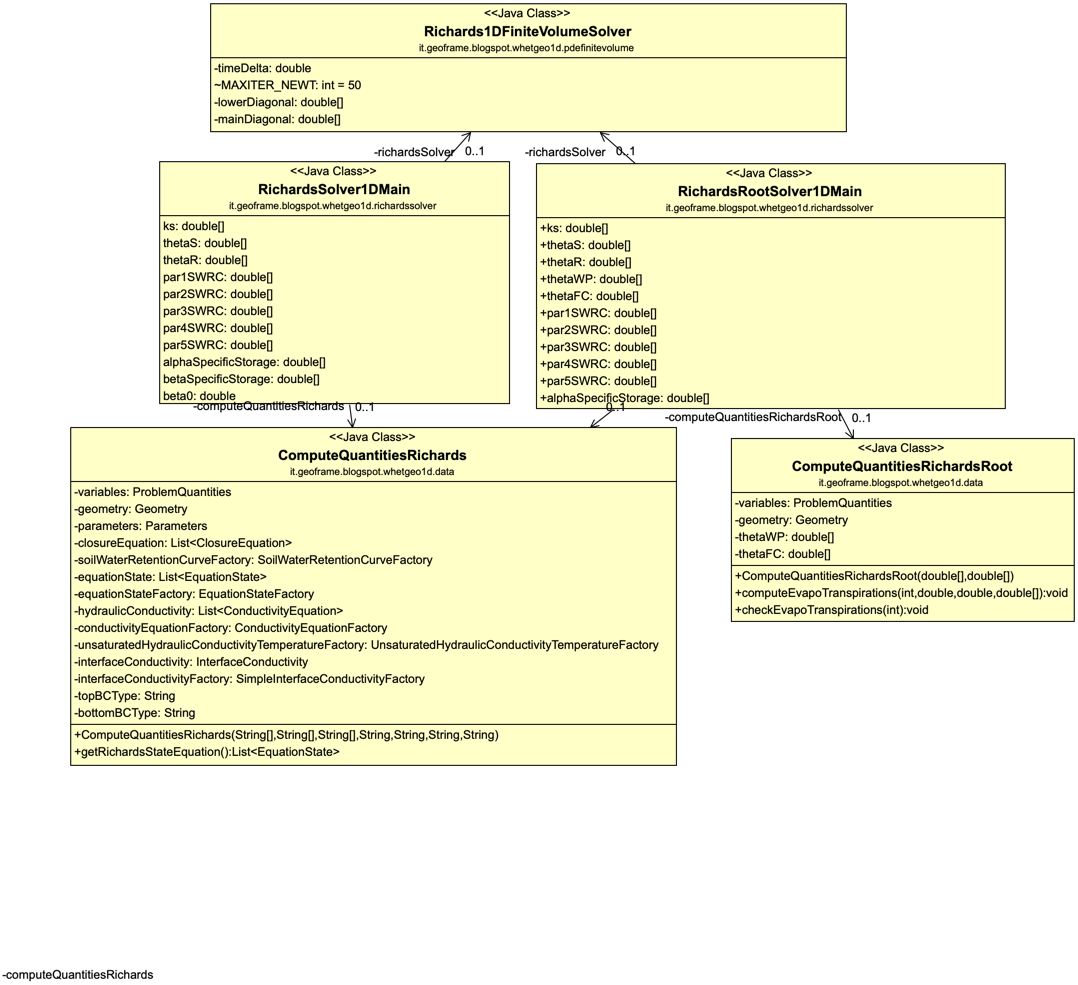 <<Java Class>>
Richards1DFiniteVolumeSolver
it.geoframe.blogspot.whetgeo1d.pdefinitevolume
-timeDelta: double
~MAXITER_NEWT: int = 50
-lowerDiagonal: double[]
-mainDiagonal: double[]
-richardsSolver 0..1
-richardsSolver 0..1
<<Java Class>>
RichardsSolver1DMain
it.geoframe.blogspot.whetgeo1d.richardssolver
ks: double[]
thetaS: double[]
thetaR: double[]
par1SWRC: double[]
par2SWRC: double[]
par3SWRC: double[]
par4SWRC: double[]
par5SWRC: double[]
alphaSpecificStorage: double[]
betaSpecificStorage: double[]
beta0: double
<<Java Class>>
RichardsRootSolver1DMain
it.geoframe.blogspot.whetgeo1d.richardssolver
+ks: double[]
+thetaS: double[]
+thetaR: double[]
+thetaWP: double[]
+thetaFC: double[]
+par1SWRC: double[]
+par2SWRC: double[]
+par3SWRC: double[]
+par4SWRC: double[]
+par5SWRC: double[]
+alphaSpecificStorage: double[]
-computeQuantitiesRichards 0..1
0..1
-computeQuantitiesRichardsRoot 0..1
<<Java Class>>
ComputeQuantitiesRichards
it.geoframe.blogspot.whetgeo1d.data
-variables: ProblemQuantities
-geometry: Geometry
-parameters: Parameters
-closureEquation: List<ClosureEquation>
-soilWaterRetentionCurveFactory: SoilWaterRetentionCurveFactory
-equationState: List<EquationState>
-equationStateFactory: EquationStateFactory
-hydraulicConductivity: List<ConductivityEquation>
-conductivityEquationFactory: ConductivityEquationFactory
-unsaturatedHydraulicConductivityTemperatureFactory: UnsaturatedHydraulicConductivityTemperatureFactory
-interfaceConductivity: InterfaceConductivity
-interfaceConductivityFactory: SimpleInterfaceConductivityFactory
-topBCType: String
-bottomBCType: String
+ComputeQuantitiesRichards(String[],String[],String[],String,String,String,String)
+getRichardsStateEquation():List<EquationState>
<<Java Class>>
ComputeQuantitiesRichardsRoot
it.geoframe.blogspot.whetgeo1d.data
-variables: ProblemQuantities
-geometry: Geometry
-thetaWP: double[]
-thetaFC: double[]
+ComputeQuantitiesRichardsRoot(double[],double[])
+computeEvapoTranspirations(int,double,double,double[]):void
+checkEvapoTranspirations(int):void
-computeQuantitiesRichards